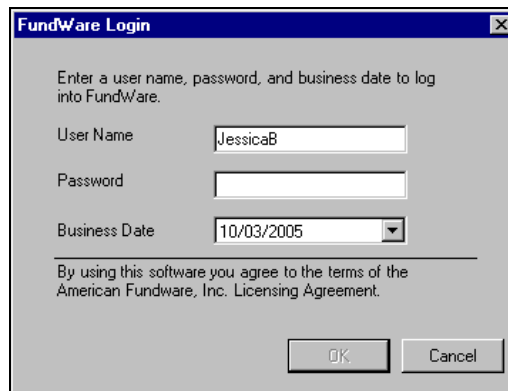 FundWare Login
Enter a user name, password, and business date to log
into FundWare.
User Name
JessicaB
Password
Business Date
10/03/2005
By using this software you agree to the terms of the
American Fundware, Inc. Licensing Agreement.
OK
Cancel